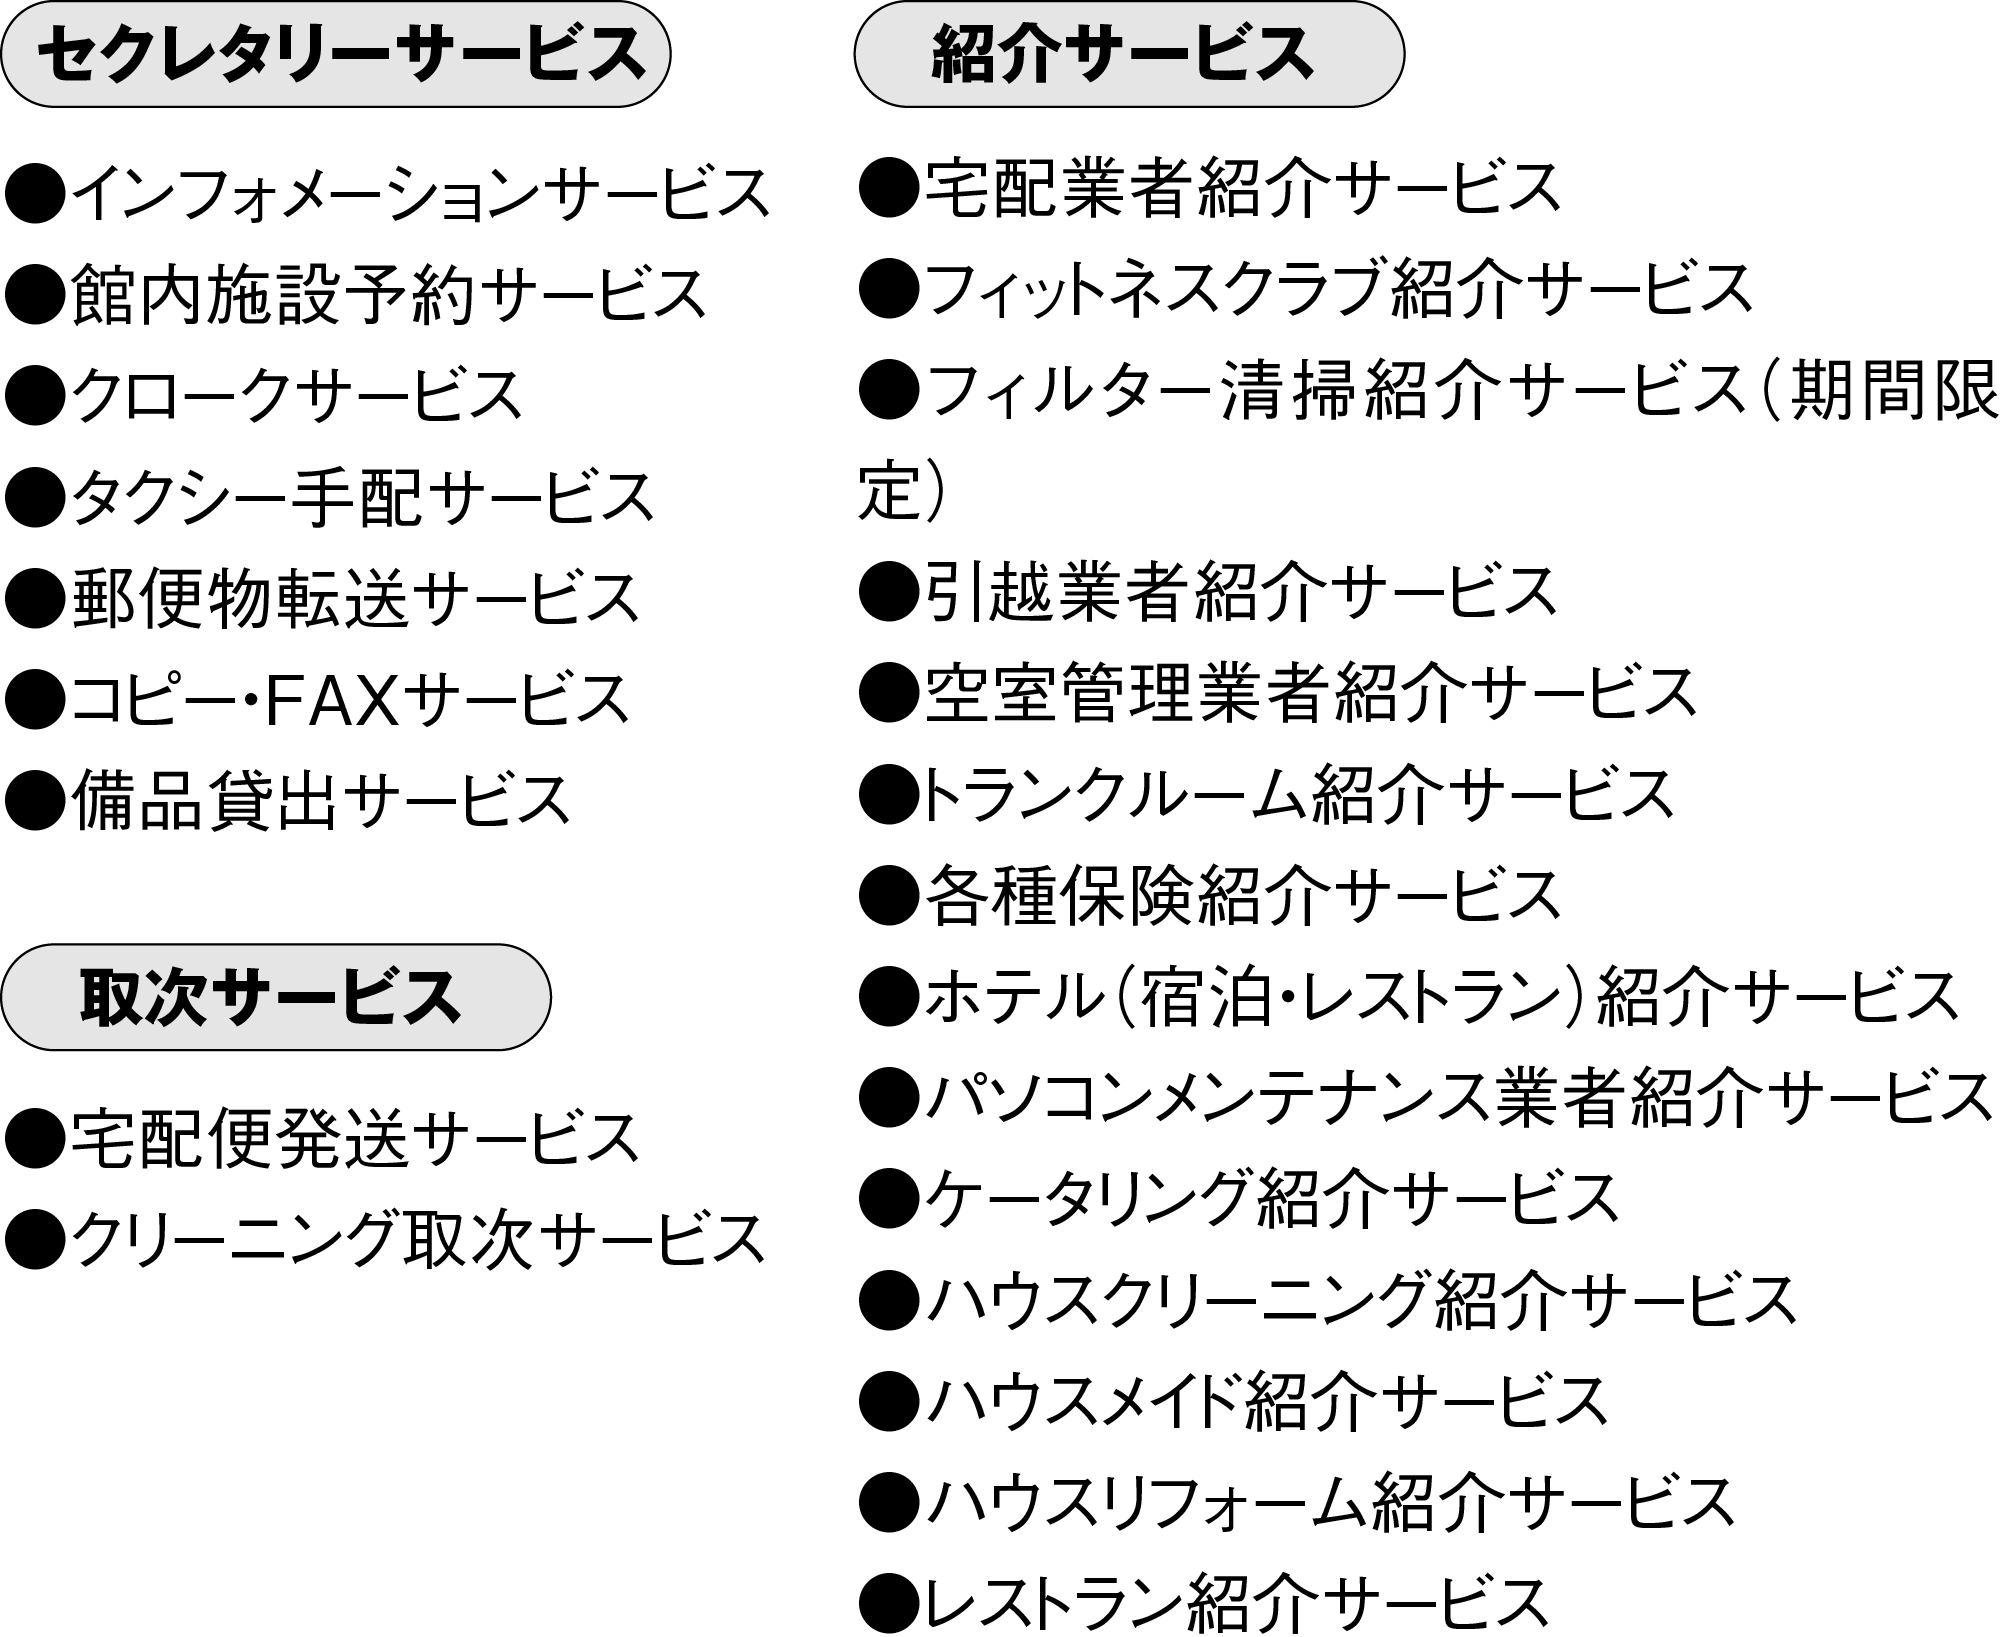 セクレタリーサービス
●インフォメーションサービス
●館内施設予約サービス
●クロークサービス
●タクシー手配サービス
●郵便物転送サービス
●コピー・FAXサービス
●備品貸出サービス
取次サービス
●宅配便発送サービス
●クリーニング取次サービス
紹介サービス
●宅配業者紹介サービス
●フィットネスクラブ紹介サービス
●フィルター清掃紹介サービス（期間限
定）
●引越業者紹介サービス
●空室管理業者紹介サービス
●トランクルーム紹介サービス
●各種保険紹介サービス
●ホテル（宿泊・レストラン）紹介サービス
●パソコンメンテナンス業者紹介サービス
●ケータリング紹介サービス
●ハウスクリーニング紹介サービス
●ハウスメイド紹介サービス
●ハウスリフォーム紹介サービス
●レストラン紹介サービス